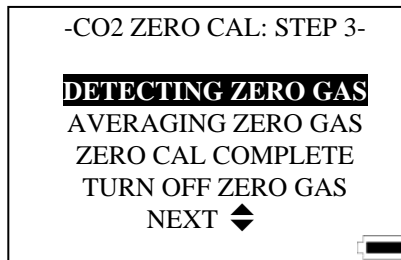 -CO2 ZERO CAL: STEP 3-
DETECTING ZERO GAS
AVERAGING ZERO GAS
ZERO CAL COMPLETE
TURN OFF ZERO GAS
NEXT